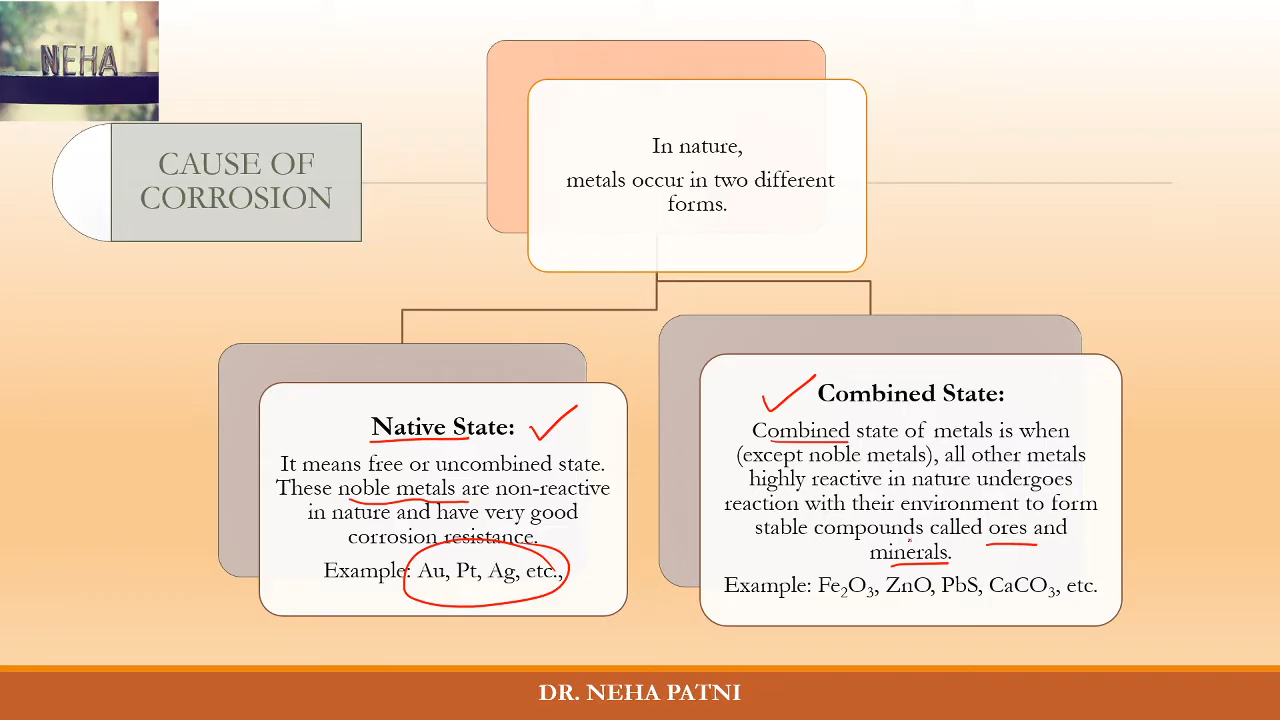 NEHA
CAUSE OF
CORROSION
In nature,
metals occur in two different
forms.
Native State:
It means free or uncombined state.
These noble metals are non-reactive
in nature and have very good
corrosion resistance.
Example: Au, Pt, Ag, etc.,
Combined State:
Combined state of metals is when
(except noble metals), all other metals
highly reactive in nature undergoes
reaction with their environment to form
stable compounds called ores and
minerals.
Example: Fe₂O₃, ZnO, PbS, CaCO₃, etc.
DR. NEHA PATNI